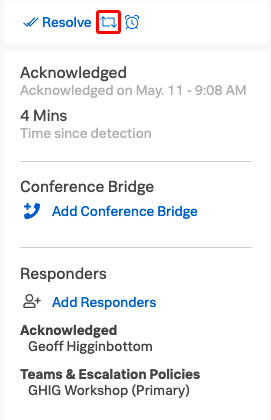 Resolve
Acknowledged
Acknowledged on May. 11 - 9:08 AM
4 Mins
Time since detection
Conference Bridge
Add Conference Bridge
Responders
Add Responders
Acknowledged
Geoff Higginbottom
Teams & Escalation Policies
GHIG Workshop (Primary)